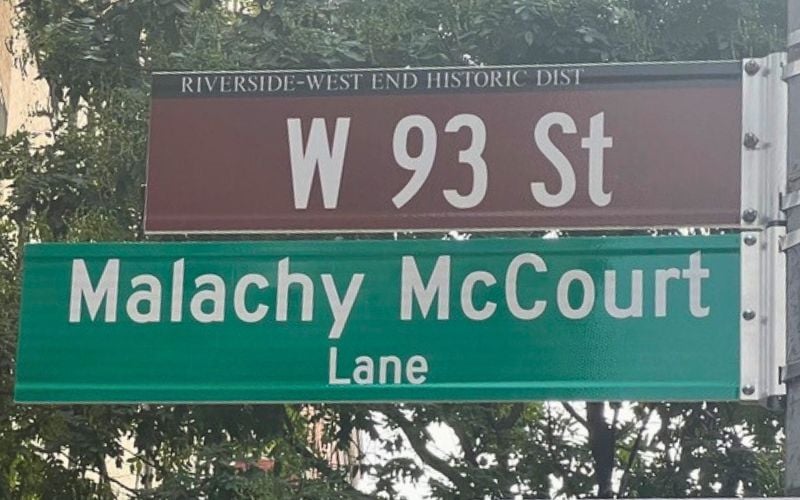 RIVERSIDE-WEST END HISTORIC DIST
W 93 St
Malachy McCourt
Lane